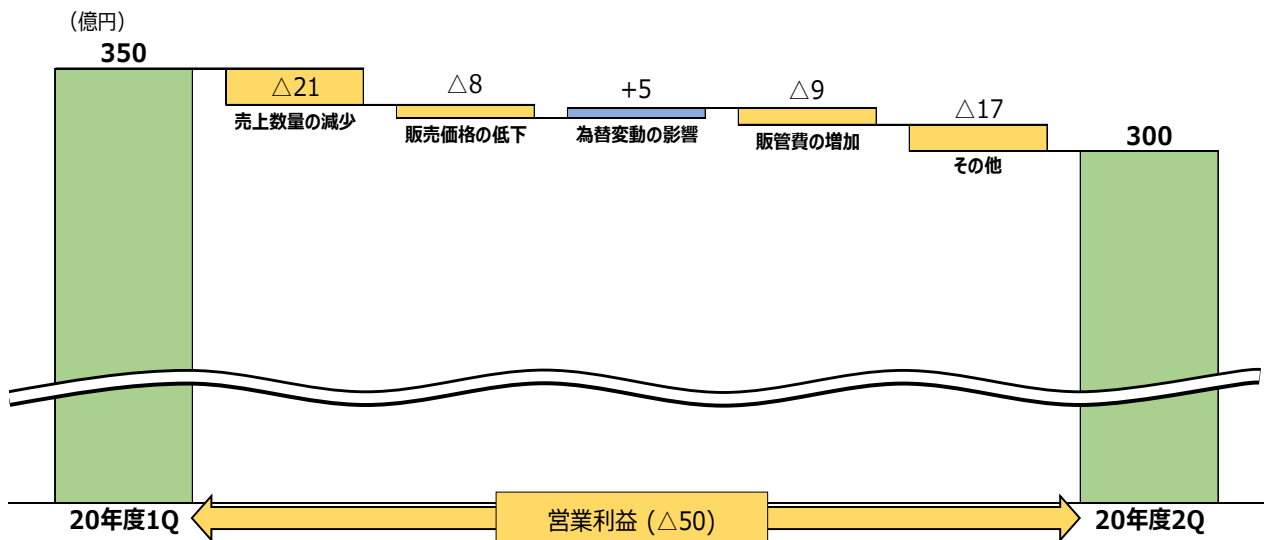 （億円）
350
△21
売上数量の減少
△8
販売価格の低下
+5
為替変動の影響
△9
販管費の増加
△17
その他
300
20年度1Q
営業利益 (△50)
20年度2Q